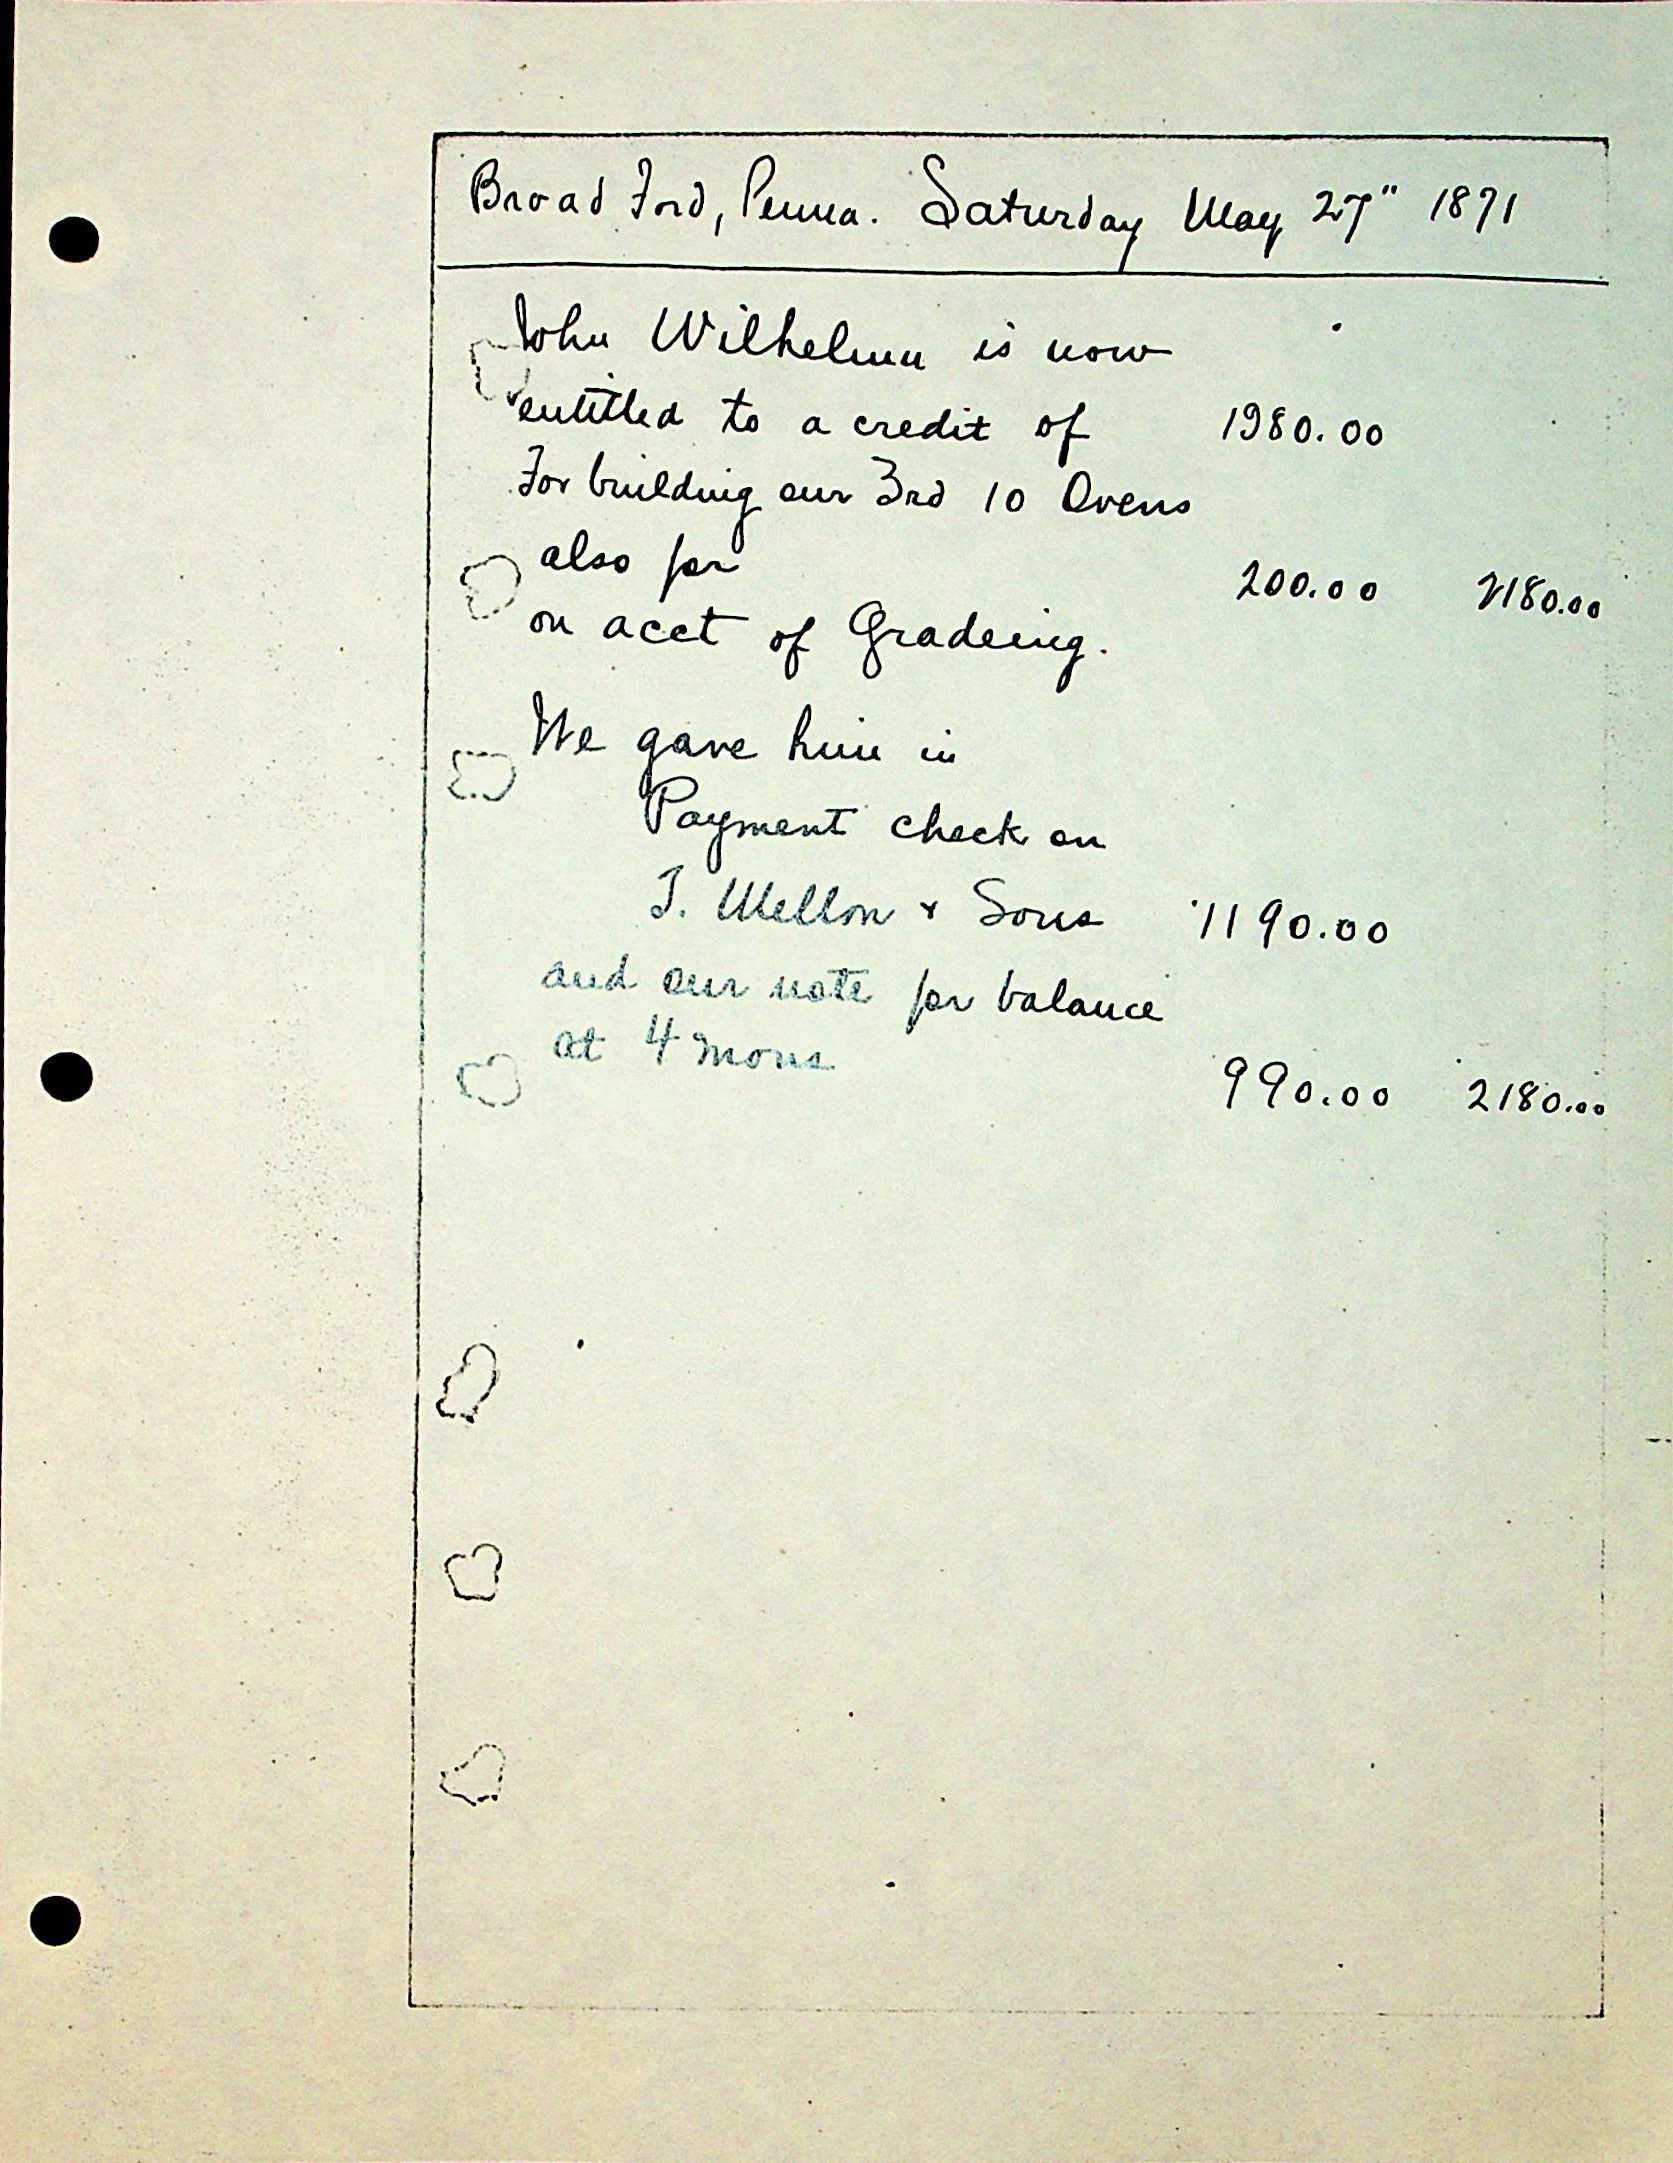 Broad Ford, Penna. Saturday May 27" 1871
John Wilhelm is now
entitled to a credit of 1980.00
For building our 3rd 10 Ovens
also for 200.00 2180.00
on acct of Gradeing.
We gave him in
Payment check on
T. Mellon & Sons 1190.00
and our note for balance
at 4 mons 990.00 2180.00